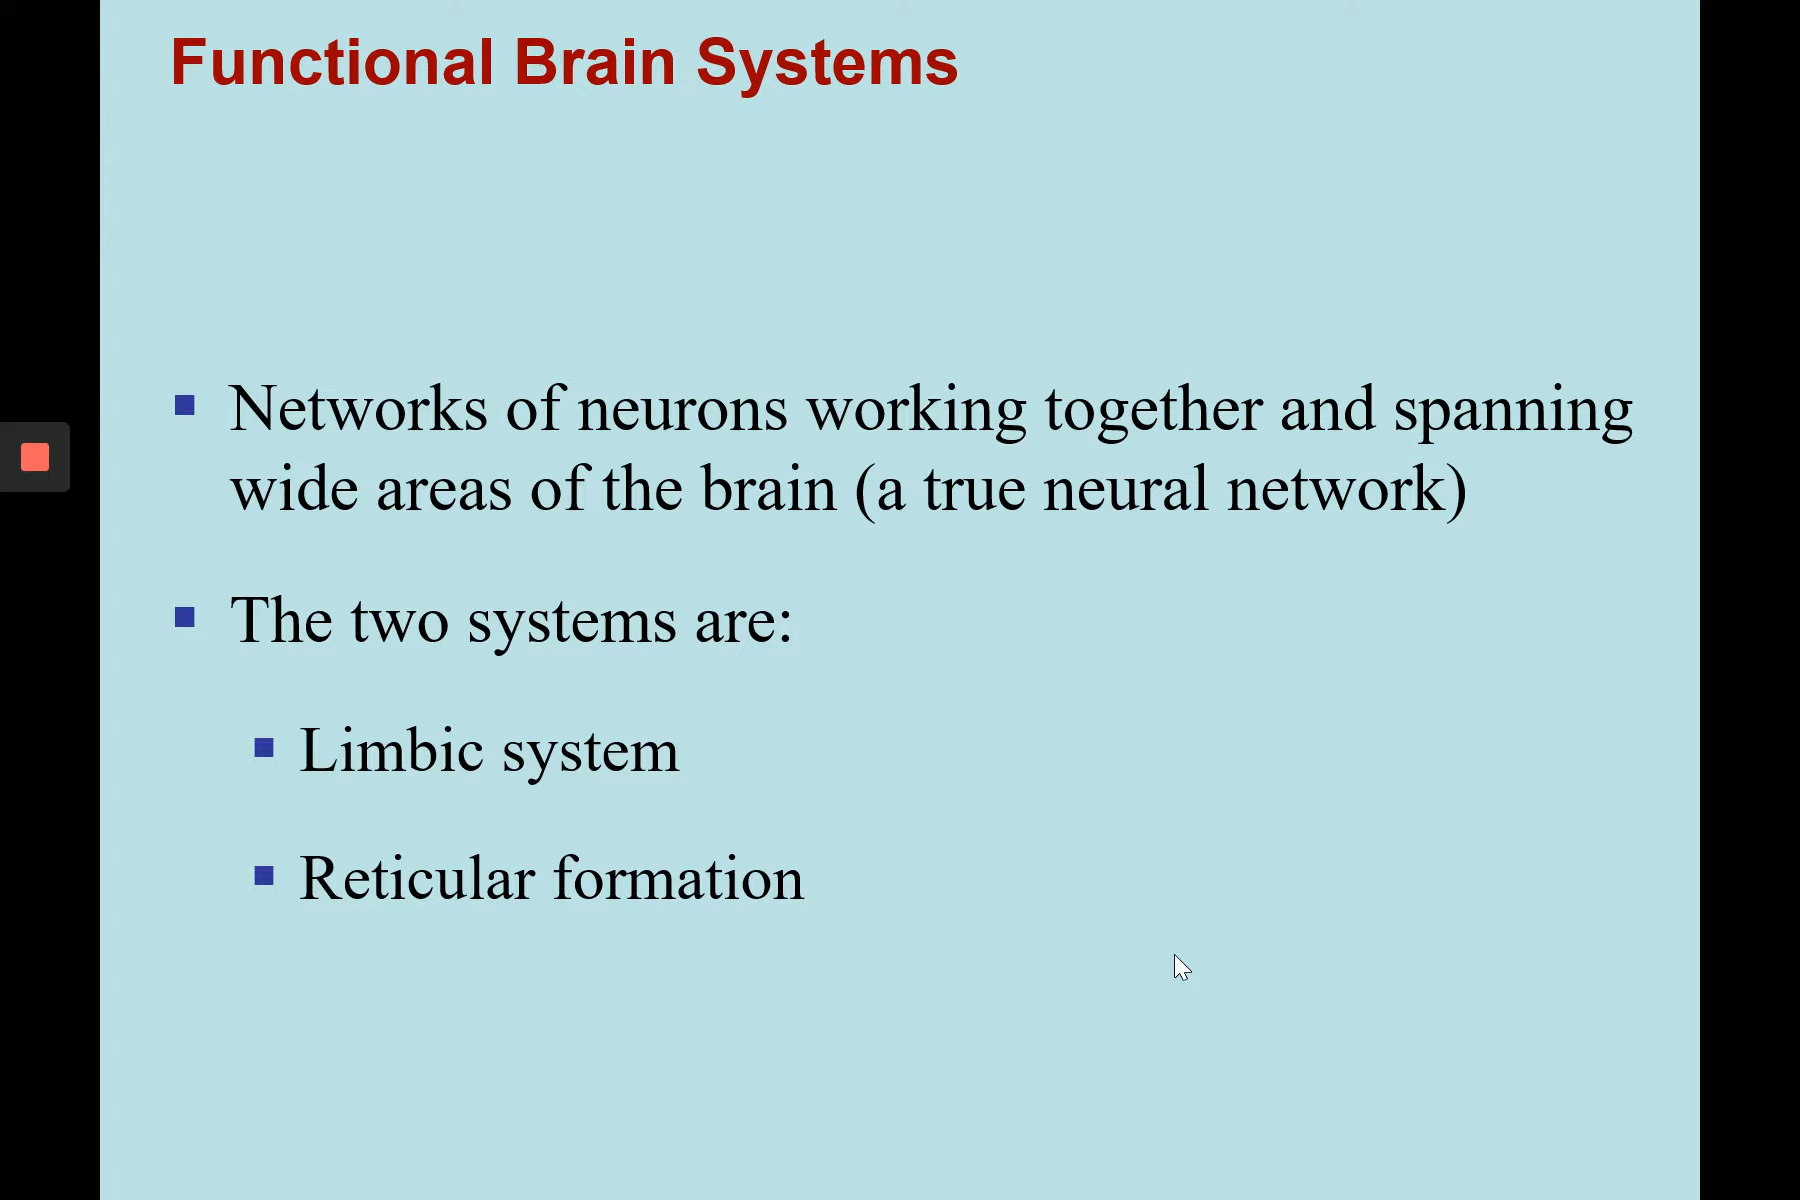 Functional Brain Systems
Networks of neurons working together and spanning
wide areas of the brain (a true neural network)
The two systems are:
Limbic system
Reticular formation